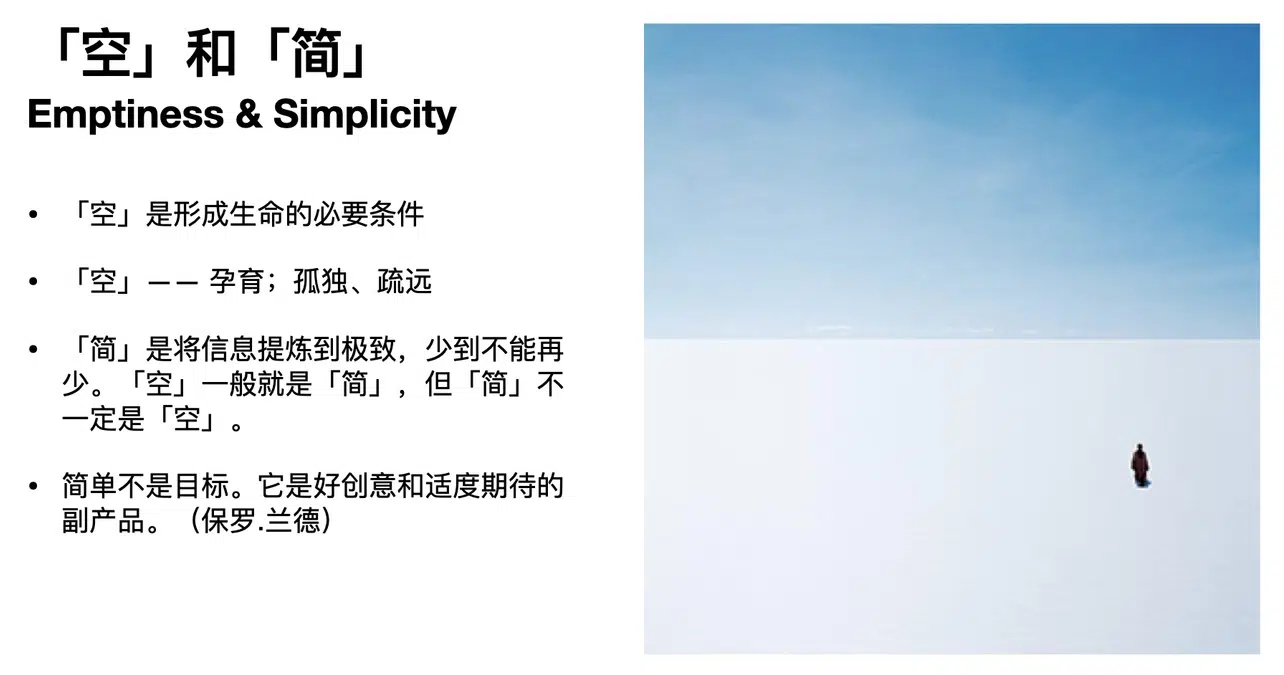 「空」和「简」
Emptiness & Simplicity
• 「空」是形成生命的必要条件
• 「空」—— 孕育；孤独、疏远
• 「简」是将信息提炼到极致，少到不能再
少。「空」一般就是「简」，但「简」不
一定是「空」。
• 简单不是目标。它是好创意和适度期待的
副产品。（保罗.兰德）